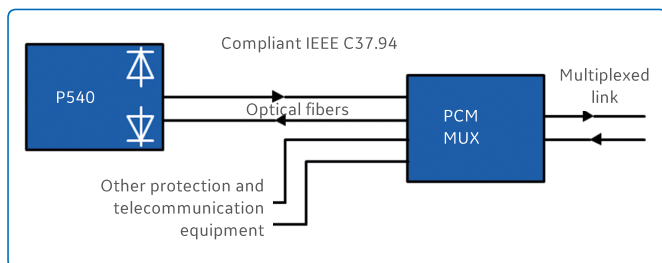 Compliant IEEE C37.94
P540
Optical fibers
PCM
MUX
Multiplexed
link
Other protection and
telecommunication
equipment